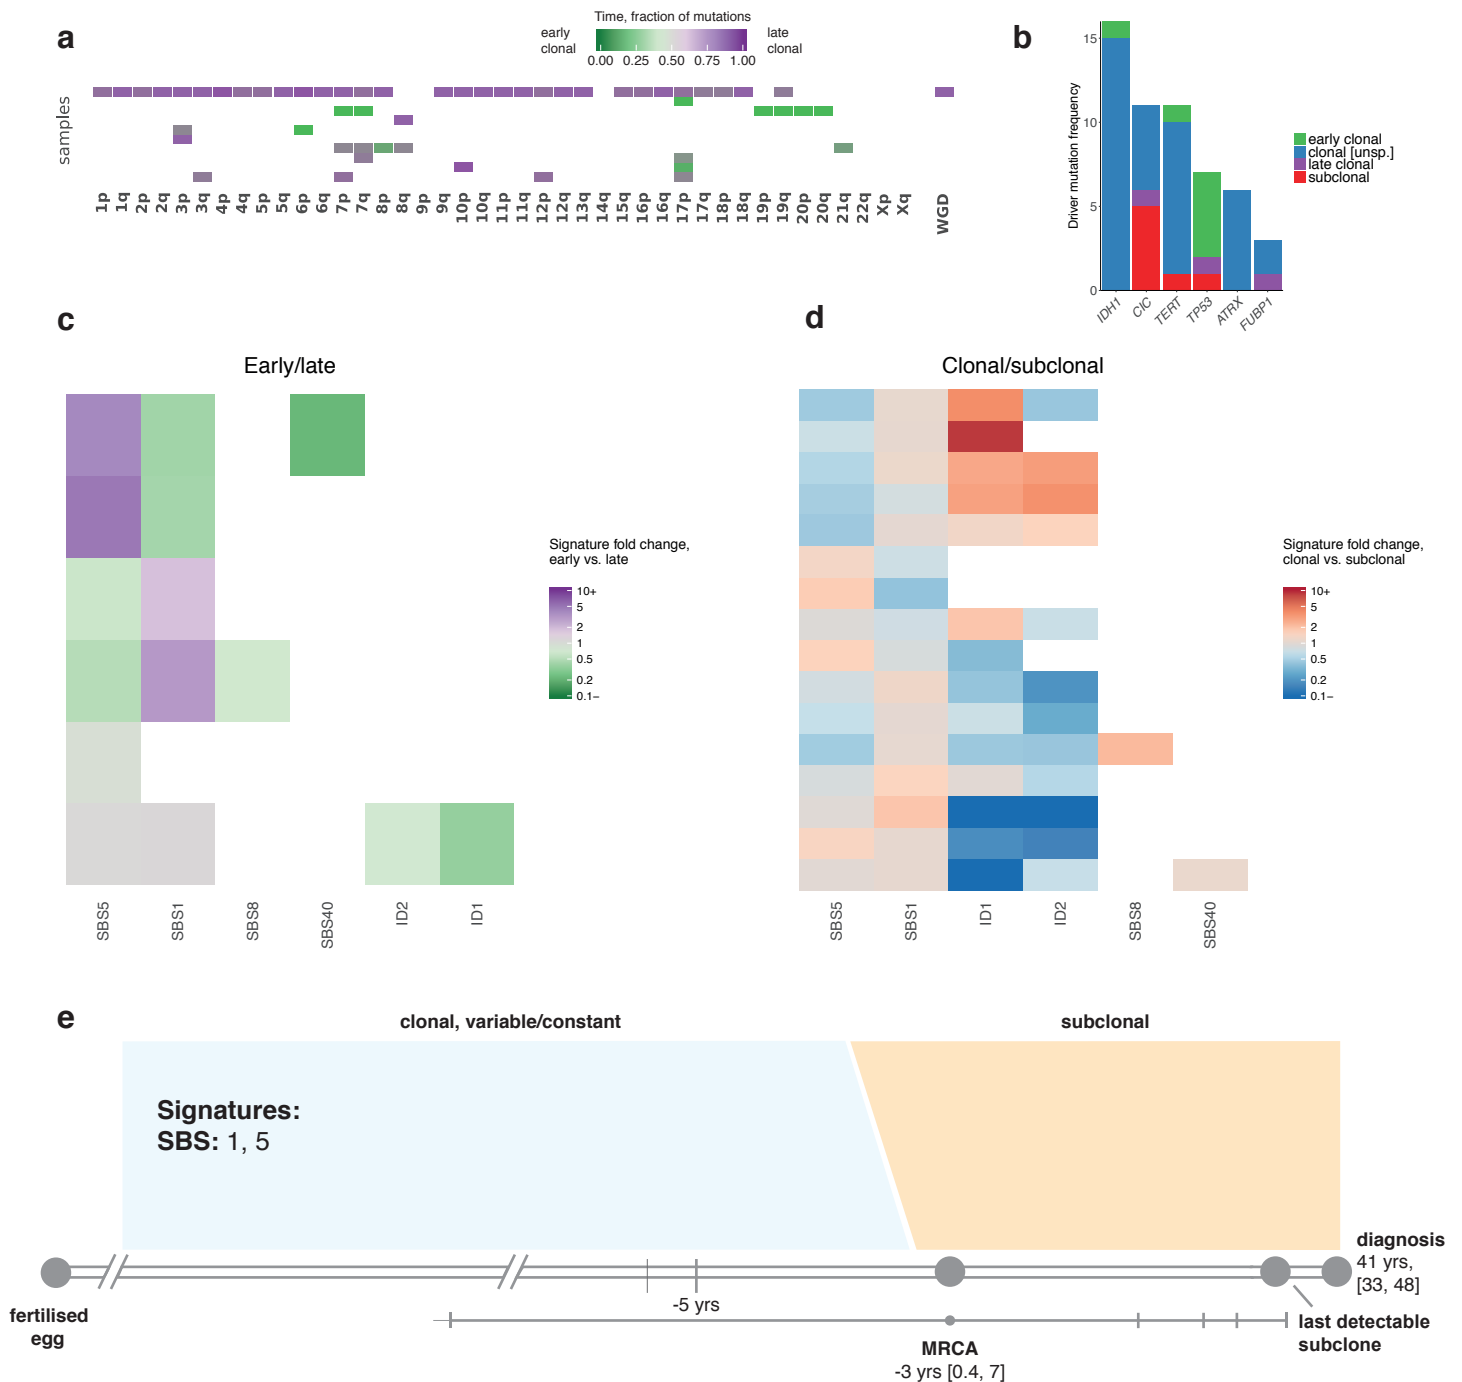 a
Time, fraction of mutations
early clonal
late clonal
0.00 0.25 0.50 0.75 1.00
samples
1p 1q 2p 2q 3p 3q 4p 4q 5p 5q 6p 6q 7p 7q 8p 8q 9p 9q 10p 10q 11p 11q 12p 12q 13q 14q 15q 16p 16q 17p 17q 18p 18q 19p 19q 20p 20q 21q 22q Xp Xq WGD
b
Driver mutation frequency
15
10
5
0
IDH1 CIC TERT TP53 ATRX FUBP1
early clonal
clonal [unsp.]
late clonal
subclonal
c
Early/late
Signature fold change,
early vs. late
10+
5
2
1
0.5
0.2
0.1−
SBS5 SBS1 SBS8 SBS40 ID2 ID1
d
Clonal/subclonal
Signature fold change,
clonal vs. subclonal
10+
5
2
1
0.5
0.2
0.1−
SBS5 SBS1 ID1 ID2 SBS8 SBS40
e
clonal, variable/constant
subclonal
Signatures:
SBS: 1, 5
fertilised
egg
-5 yrs
MRCA
-3 yrs [0.4, 7]
diagnosis
41 yrs,
[33, 48]
last detectable
subclone